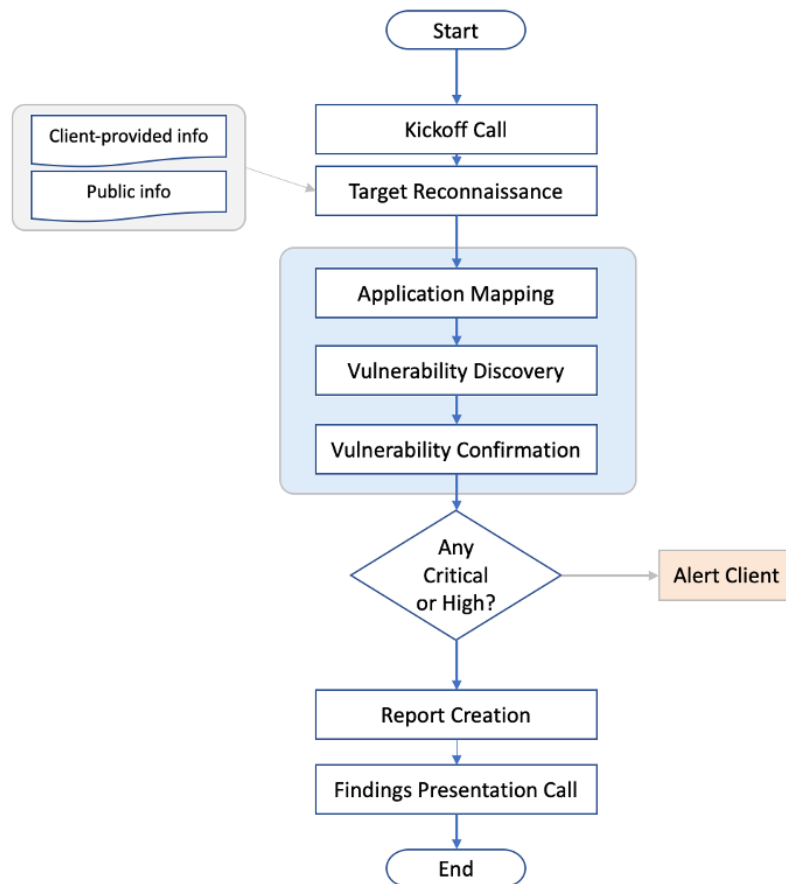 Start
Kickoff Call
Client-provided info
Public info
Target Reconnaissance
Application Mapping
Vulnerability Discovery
Vulnerability Confirmation
Any
Critical
or High?
Alert Client
Report Creation
Findings Presentation Call
End